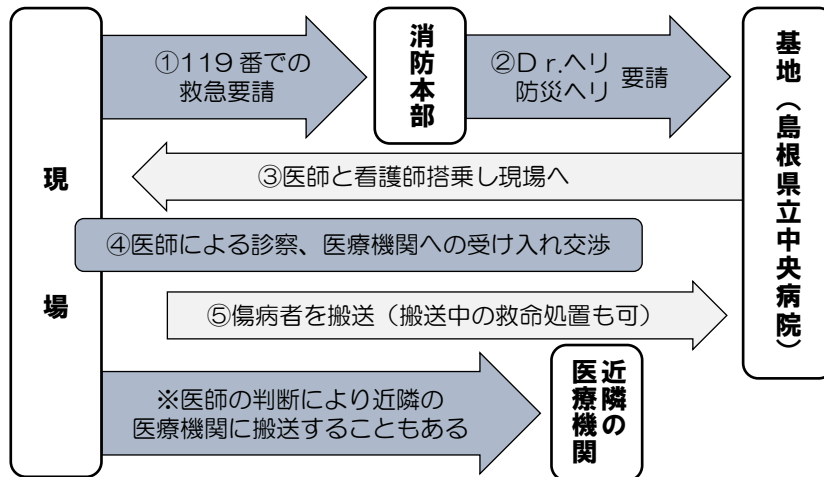 現場
①119番での
救急要請
消防本部
②Dr.ヘリ
防災ヘリ
要請
基地（島根県立中央病院）
③医師と看護師搭乗し現場へ
④医師による診察、医療機関への受け入れ交渉
⑤傷病者を搬送（搬送中の救命処置も可）
※医師の判断により近隣の
医療機関に搬送することもある
近隣の
医療機関